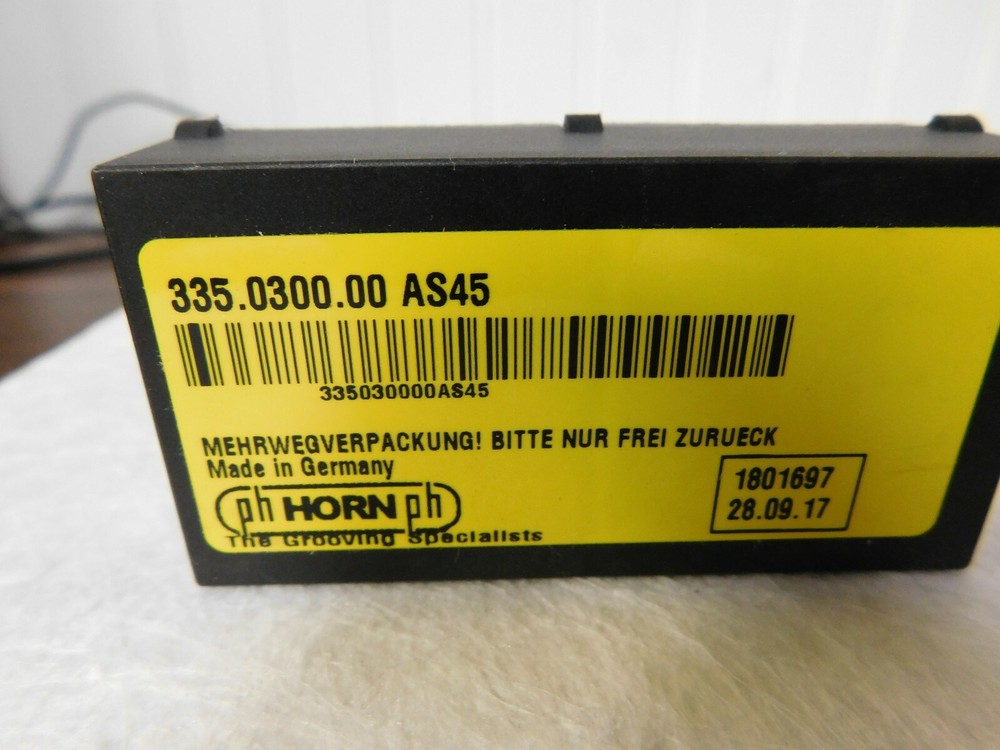 335.0300.00 AS45
335030000AS45
MEHRWEGVERPACKUNG! BITTE NUR FREI ZURUECK
Made in Germany
ph HORN ph
The Grooving Specialists
1801697
28.09.17